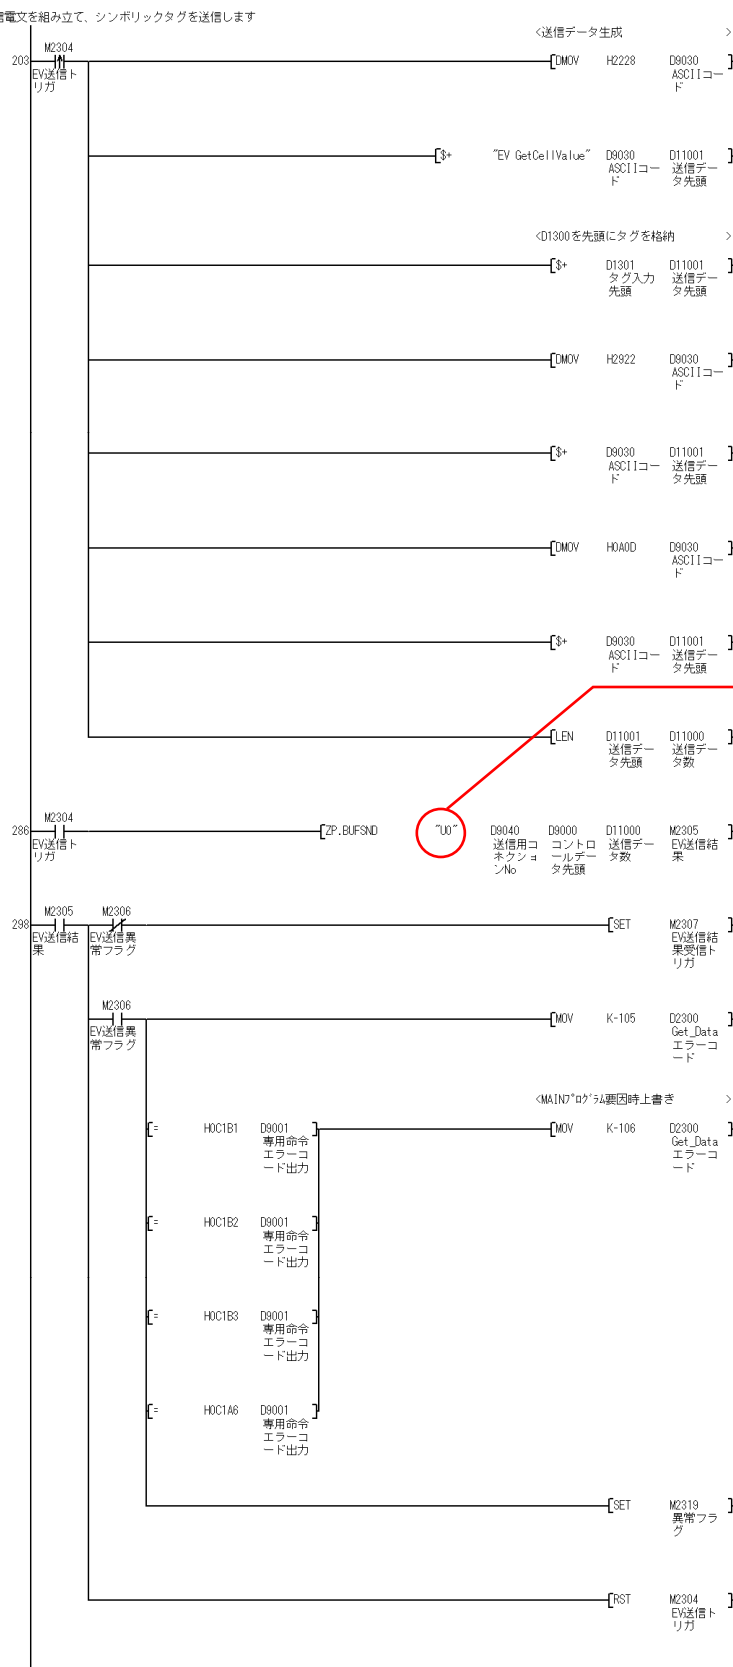 信電文を組み立て、シンボリックタグを送信します
<送信データ生成 >
M2304
203
EV送信ト
リガ
DMOV H2228 D9030
ASCIIコー
ド
$+ "EV GetCellValue" D9030 D11001
ASCIIコー 送信デー
ド タ先頭
<D1300を先頭にタグを格納 >
$+ D1301 D11001
タグ入力 送信デー
先頭 タ先頭
DMOV H2922 D9030
ASCIIコー
ド
$+ D9030 D11001
ASCIIコー 送信デー
ド タ先頭
DMOV H0A0D D9030
ASCIIコー
ド
$+ D9030 D11001
ASCIIコー 送信デー
ド タ先頭
LEN D11001 D11000
送信デー 送信デー
タ先頭 タ数
M2304
286
EV送信ト
リガ
ZP.BUFSND "U0" D9040 D9000 D11000 M2305
送信用コ コントロ 送信デー EV送信結
ネクショ ールデー タ数 果
ンNo タ先頭
M2305 M2306
298
EV送信結 EV送信異
果 常フラグ
SET M2307
EV送信結
果受信ト
リガ
M2306
EV送信異
常フラグ
MOV K-105 D2300
Get_Data
エラーコ
ード
<MAINﾌﾟﾛｸﾞﾗﾑ要因時上書き >
= H0C1B1 D9001
専用命令
エラーコ
ード出力
MOV K-106 D2300
Get_Data
エラーコ
ード
= H0C1B2 D9001
専用命令
エラーコ
ード出力
= H0C1B3 D9001
専用命令
エラーコ
ード出力
= H0C1A6 D9001
専用命令
エラーコ
ード出力
SET M2319
異常フラ
グ
RST M2304
EV送信ト
リガ